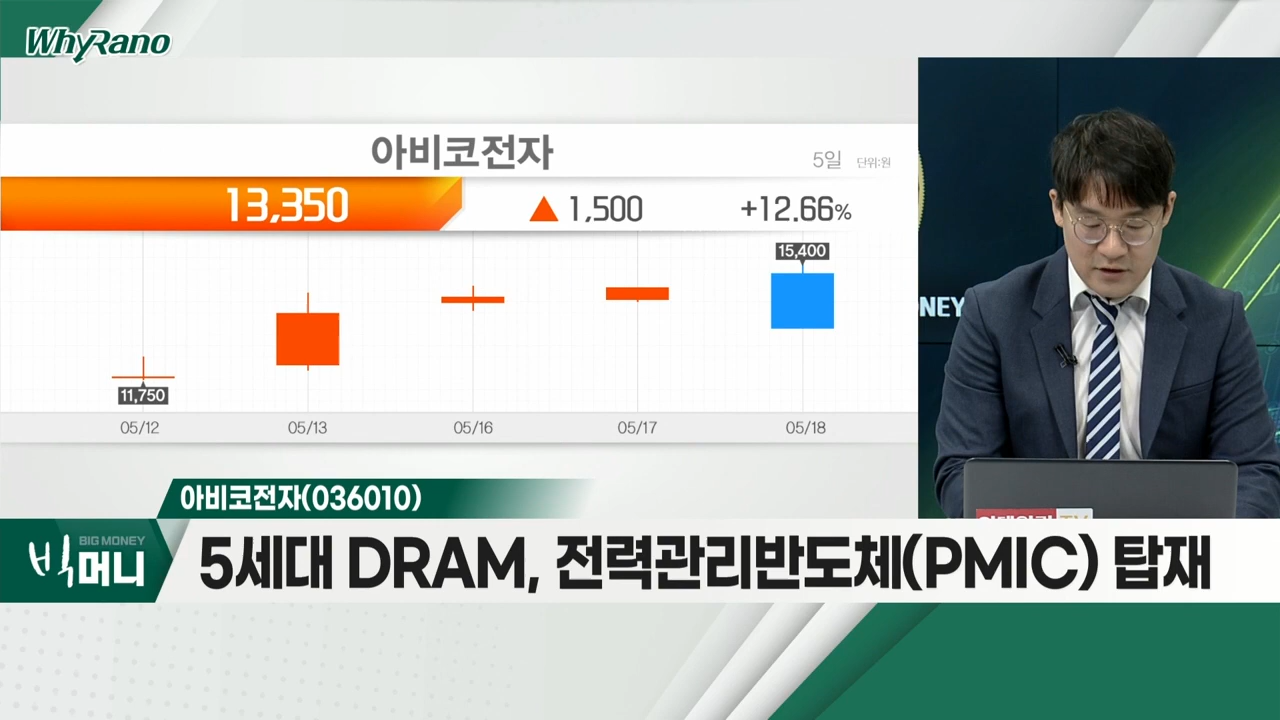 WhyRano
아비코전자
5일 단위:원
13,350 ▲ 1,500 +12.66%
15,400
11,750
05/12 05/13 05/16 05/17 05/18
NEY
아비코전자(036010)
BIG MONEY
빅머니
5세대 DRAM, 전력관리반도체(PMIC) 탑재